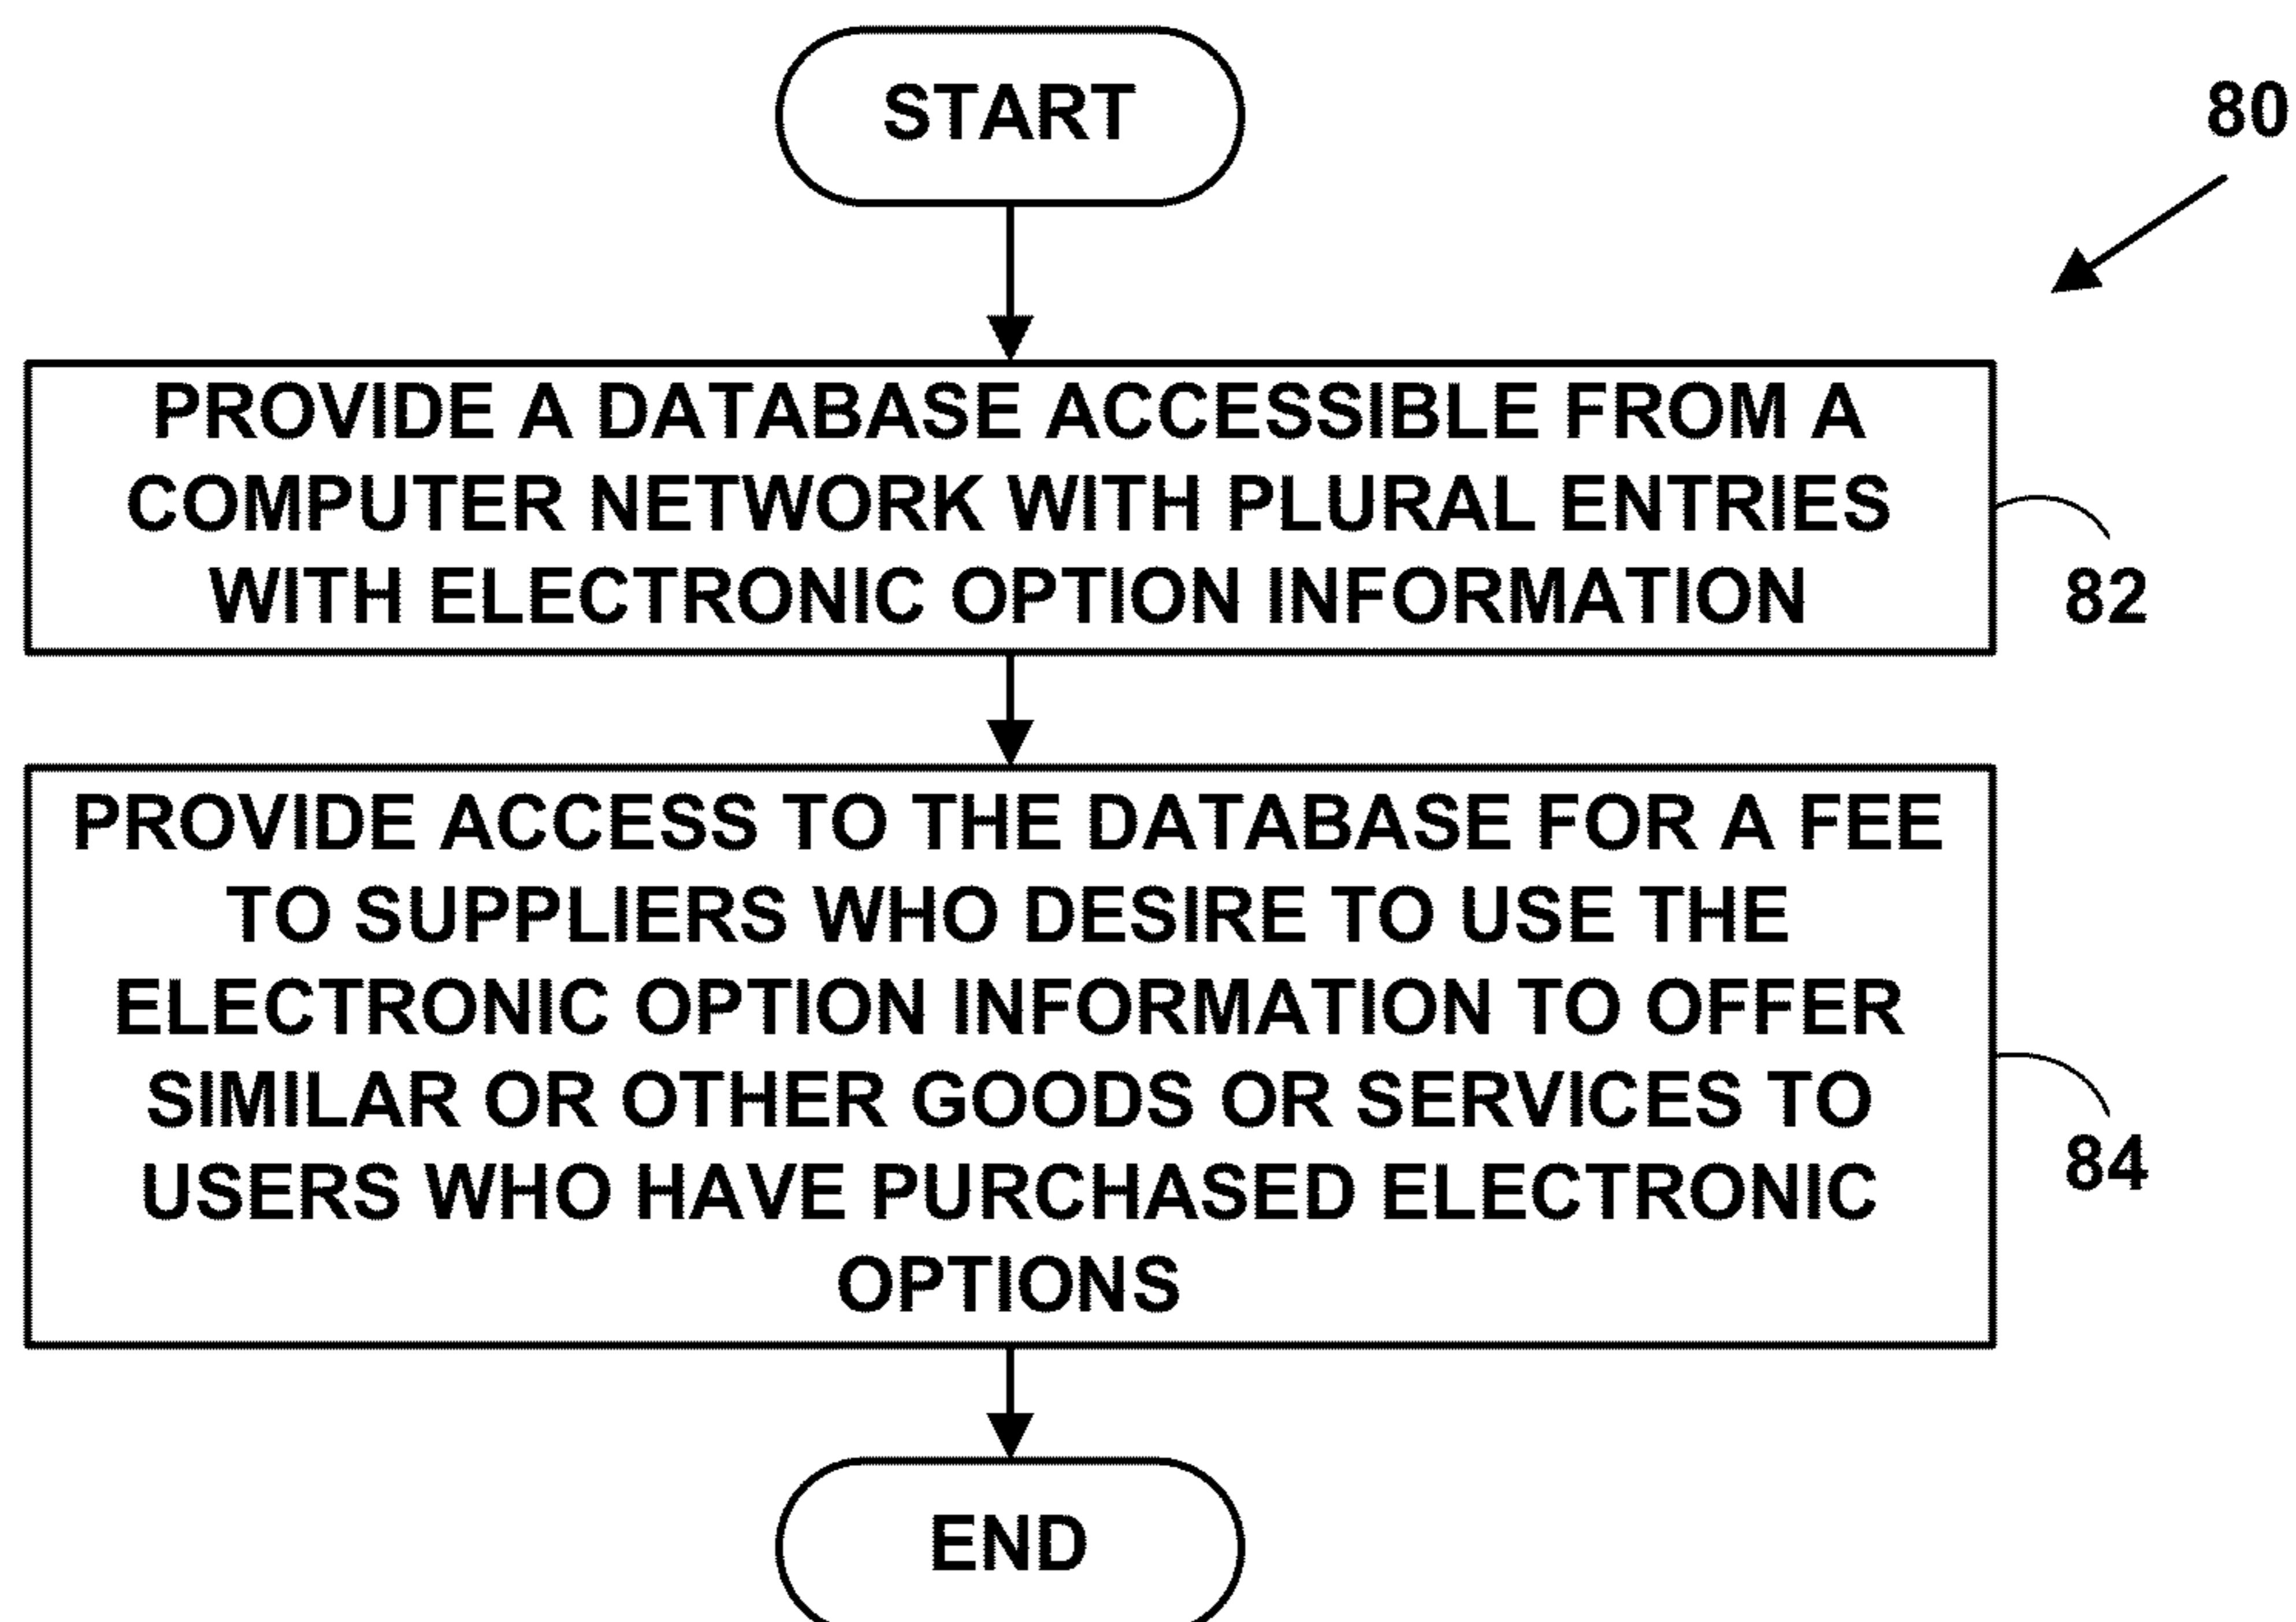 START
80
PROVIDE A DATABASE ACCESSIBLE FROM A
COMPUTER NETWORK WITH PLURAL ENTRIES
WITH ELECTRONIC OPTION INFORMATION
82
PROVIDE ACCESS TO THE DATABASE FOR A FEE
TO SUPPLIERS WHO DESIRE TO USE THE
ELECTRONIC OPTION INFORMATION TO OFFER
SIMILAR OR OTHER GOODS OR SERVICES TO
USERS WHO HAVE PURCHASED ELECTRONIC
OPTIONS
84
END